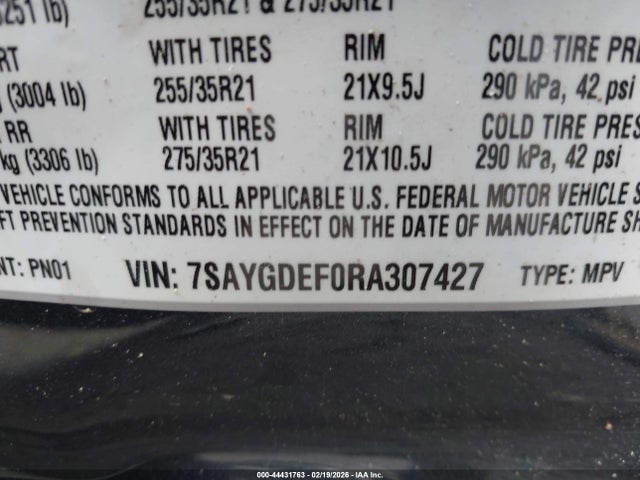 5251 lb) 255/35R21 & 275/35R21
RT WITH TIRES RIM COLD TIRE PRE
(3004 lb) 255/35R21 21X9.5J 290 kPa, 42 psi
RR WITH TIRES RIM COLD TIRE PRES
kg (3306 lb) 275/35R21 21X10.5J 290 kPa, 42 psi
VEHICLE CONFORMS TO ALL APPLICABLE U.S. FEDERAL MOTOR VEHICLE S
FT PREVENTION STANDARDS IN EFFECT ON THE DATE OF MANUFACTURE SH
NT: PN01 VIN: 7SAYGDEF0RA307427 TYPE: MPV
000-44431763 - 02/19/2026 - IAA Inc.